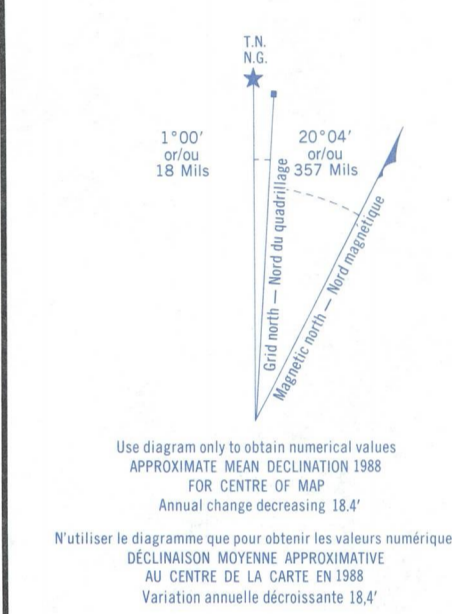 T.N.
N.G.
1°00'
or/ou
18 Mils
20°04'
or/ou
357 Mils
Grid north — Nord du quadrillage
Magnetic north — Nord magnetique
Use diagram only to obtain numerical values
APPROXIMATE MEAN DECLINATION 1988
FOR CENTRE OF MAP
Annual change decreasing 18.4'
N'utiliser le diagramme que pour obtenir les valeurs numérique
DÉCLINAISON MOYENNE APPROXIMATIVE
AU CENTRE DE LA CARTE EN 1988
Variation annuelle décroissante 18,4'